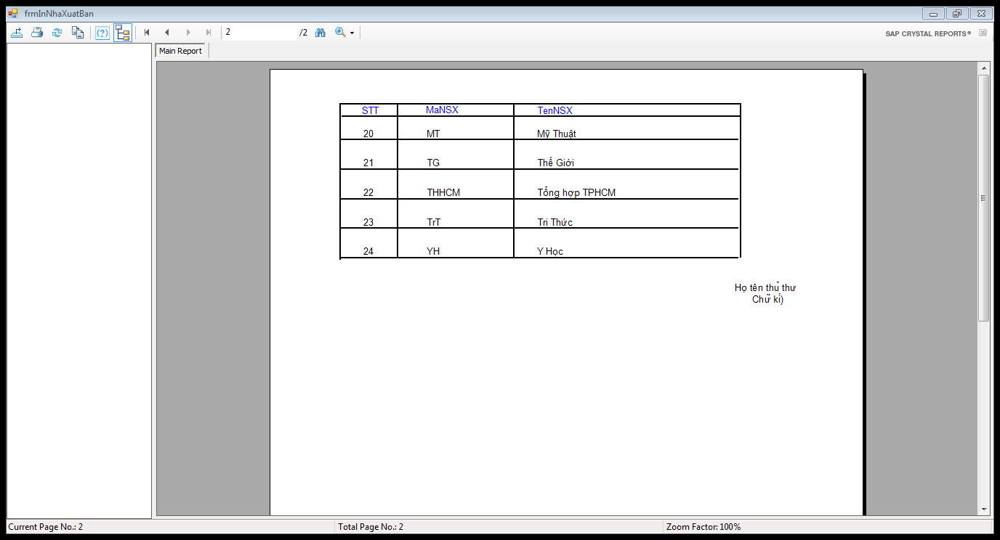 frmInNhaXuatBan
2 /2 SAP CRYSTAL REPORTS®
Main Report
STT MaNSX TenNSX
20 MT Mỹ Thuật
21 TG Thế Giới
22 THHCM Tổng hợp TPHCM
23 TrT Tri Thức
24 YH Y Học
Họ tên thủ thư
Chữ kí)
Current Page No.: 2 Total Page No.: 2 Zoom Factor: 100%